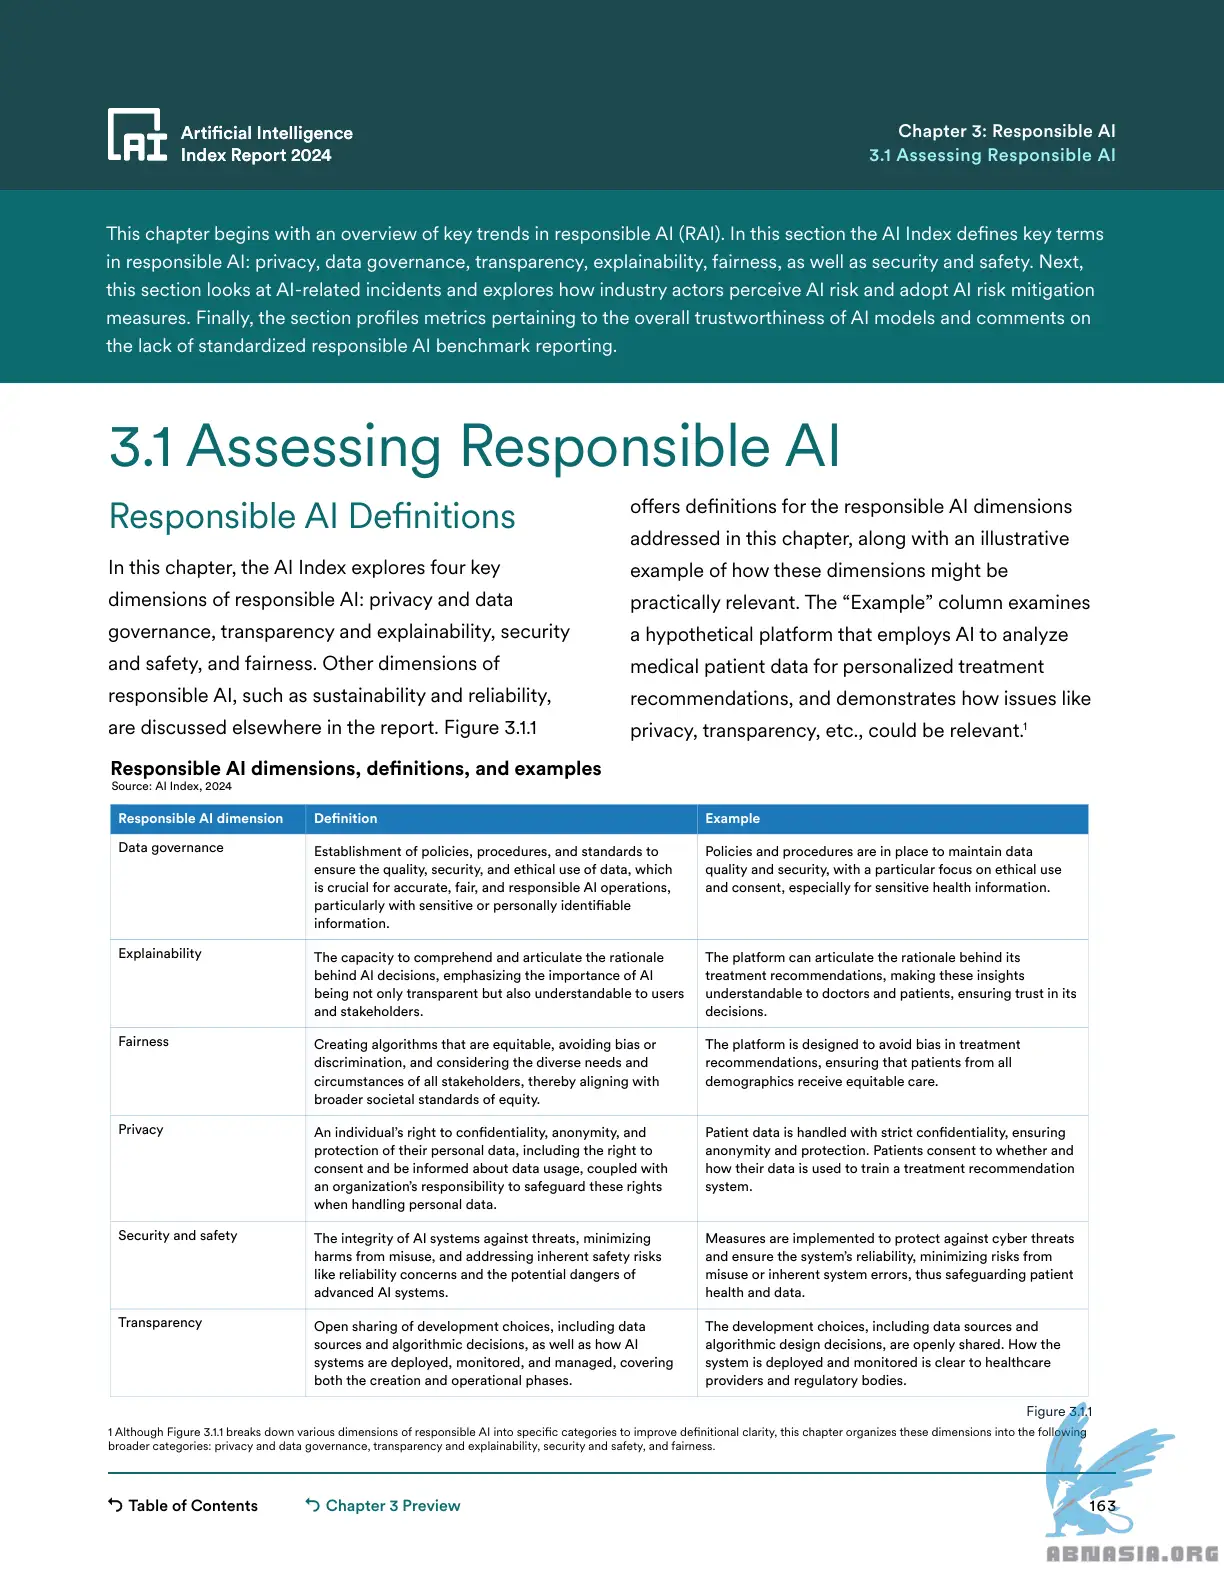 Artificial Intelligence
Index Report 2024
Chapter 3: Responsible AI
3.1 Assessing Responsible AI
This chapter begins with an overview of key trends in responsible AI (RAI). In this section the AI Index defines key terms
in responsible AI: privacy, data governance, transparency, explainability, fairness, as well as security and safety. Next,
this section looks at AI-related incidents and explores how industry actors perceive AI risk and adopt AI risk mitigation
measures. Finally, the section profiles metrics pertaining to the overall trustworthiness of AI models and comments on
the lack of standardized responsible AI benchmark reporting.
3.1 Assessing Responsible AI
Responsible AI Definitions
In this chapter, the AI Index explores four key
dimensions of responsible AI: privacy and data
governance, transparency and explainability, security
and safety, and fairness. Other dimensions of
responsible AI, such as sustainability and reliability,
are discussed elsewhere in the report. Figure 3.1.1
offers definitions for the responsible AI dimensions
addressed in this chapter, along with an illustrative
example of how these dimensions might be
practically relevant. The “Example” column examines
a hypothetical platform that employs AI to analyze
medical patient data for personalized treatment
recommendations, and demonstrates how issues like
privacy, transparency, etc., could be relevant.¹
Responsible AI dimensions, definitions, and examples
Source: AI Index, 2024
Responsible AI dimension
Definition
Example
Data governance
Establishment of policies, procedures, and standards to
ensure the quality, security, and ethical use of data, which
is crucial for accurate, fair, and responsible AI operations,
particularly with sensitive or personally identifiable
information.
Policies and procedures are in place to maintain data
quality and security, with a particular focus on ethical use
and consent, especially for sensitive health information.
Explainability
The capacity to comprehend and articulate the rationale
behind AI decisions, emphasizing the importance of AI
being not only transparent but also understandable to users
and stakeholders.
The platform can articulate the rationale behind its
treatment recommendations, making these insights
understandable to doctors and patients, ensuring trust in its
decisions.
Fairness
Creating algorithms that are equitable, avoiding bias or
discrimination, and considering the diverse needs and
circumstances of all stakeholders, thereby aligning with
broader societal standards of equity.
The platform is designed to avoid bias in treatment
recommendations, ensuring that patients from all
demographics receive equitable care.
Privacy
An individual’s right to confidentiality, anonymity, and
protection of their personal data, including the right to
consent and be informed about data usage, coupled with
an organization’s responsibility to safeguard these rights
when handling personal data.
Patient data is handled with strict confidentiality, ensuring
anonymity and protection. Patients consent to whether and
how their data is used to train a treatment recommendation
system.
Security and safety
The integrity of AI systems against threats, minimizing
harms from misuse, and addressing inherent safety risks
like reliability concerns and the potential dangers of
advanced AI systems.
Measures are implemented to protect against cyber threats
and ensure the system’s reliability, minimizing risks from
misuse or inherent system errors, thus safeguarding patient
health and data.
Transparency
Open sharing of development choices, including data
sources and algorithmic decisions, as well as how AI
systems are deployed, monitored, and managed, covering
both the creation and operational phases.
The development choices, including data sources and
algorithmic design decisions, are openly shared. How the
system is deployed and monitored is clear to healthcare
providers and regulatory bodies.
Figure 3.1.1
1 Although Figure 3.1.1 breaks down various dimensions of responsible AI into specific categories to improve definitional clarity, this chapter organizes these dimensions into the following
broader categories: privacy and data governance, transparency and explainability, security and safety, and fairness.
Table of Contents
Chapter 3 Preview
163
ABNASIA.ORG